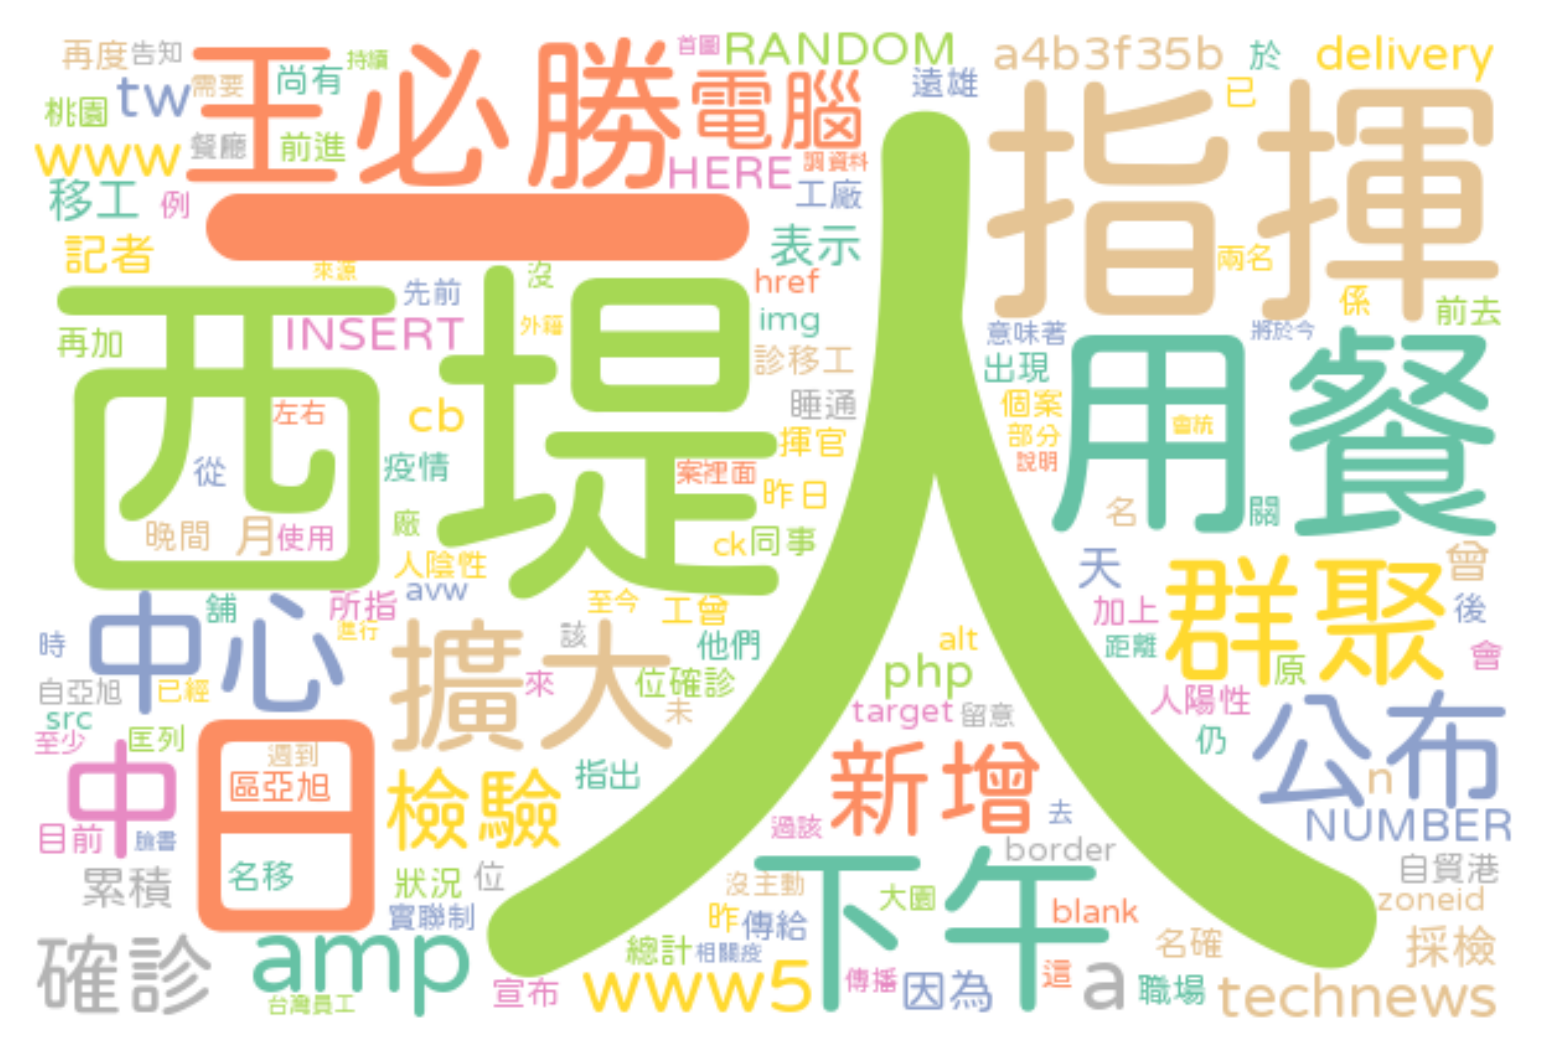 再度 告知 王必勝 持續 首圖 RANDOM a4b3f35b 於 delivery
桃園 tw 需要 尚有 電腦 遠雄 指揮 已
www 餐廳 前進 HERE 調資料
移工 例 一 工廠
記者 來源 先前 沒 表示 href 兩名
西堤 人 img 意味著 將於今 係 前去
再加 INSERT 外籍 診移工 出現 用餐
左右 cb 睡通 個案 會統
從 疫情 揮官 部分 說明
案裡面 昨日 名 關
晚間 月 使用 廠 ck 同事
人陰性 avw 天 群聚 曾
中心 舖 所指 進行 至今 工曾 加上 後
時 擴大 該 他們 alt 距離 原 會
自亞旭 已經 來 位確診 php 人陽性
src 未 target 留意 仍 公布
至少 中 匡列 日 週到 新增 n
區亞旭 檢驗 指出 去 NUMBER
目前 臉書 過該 border
累積 名移 狀況 位 沒主動 下午 大園 自貿港
實聯制 昨 傳給 blank zoneid
確診 amp 總計 相關疫 名確 採檢
台灣員工 宣布 www5 傳播 因為 這 a 職場 technews